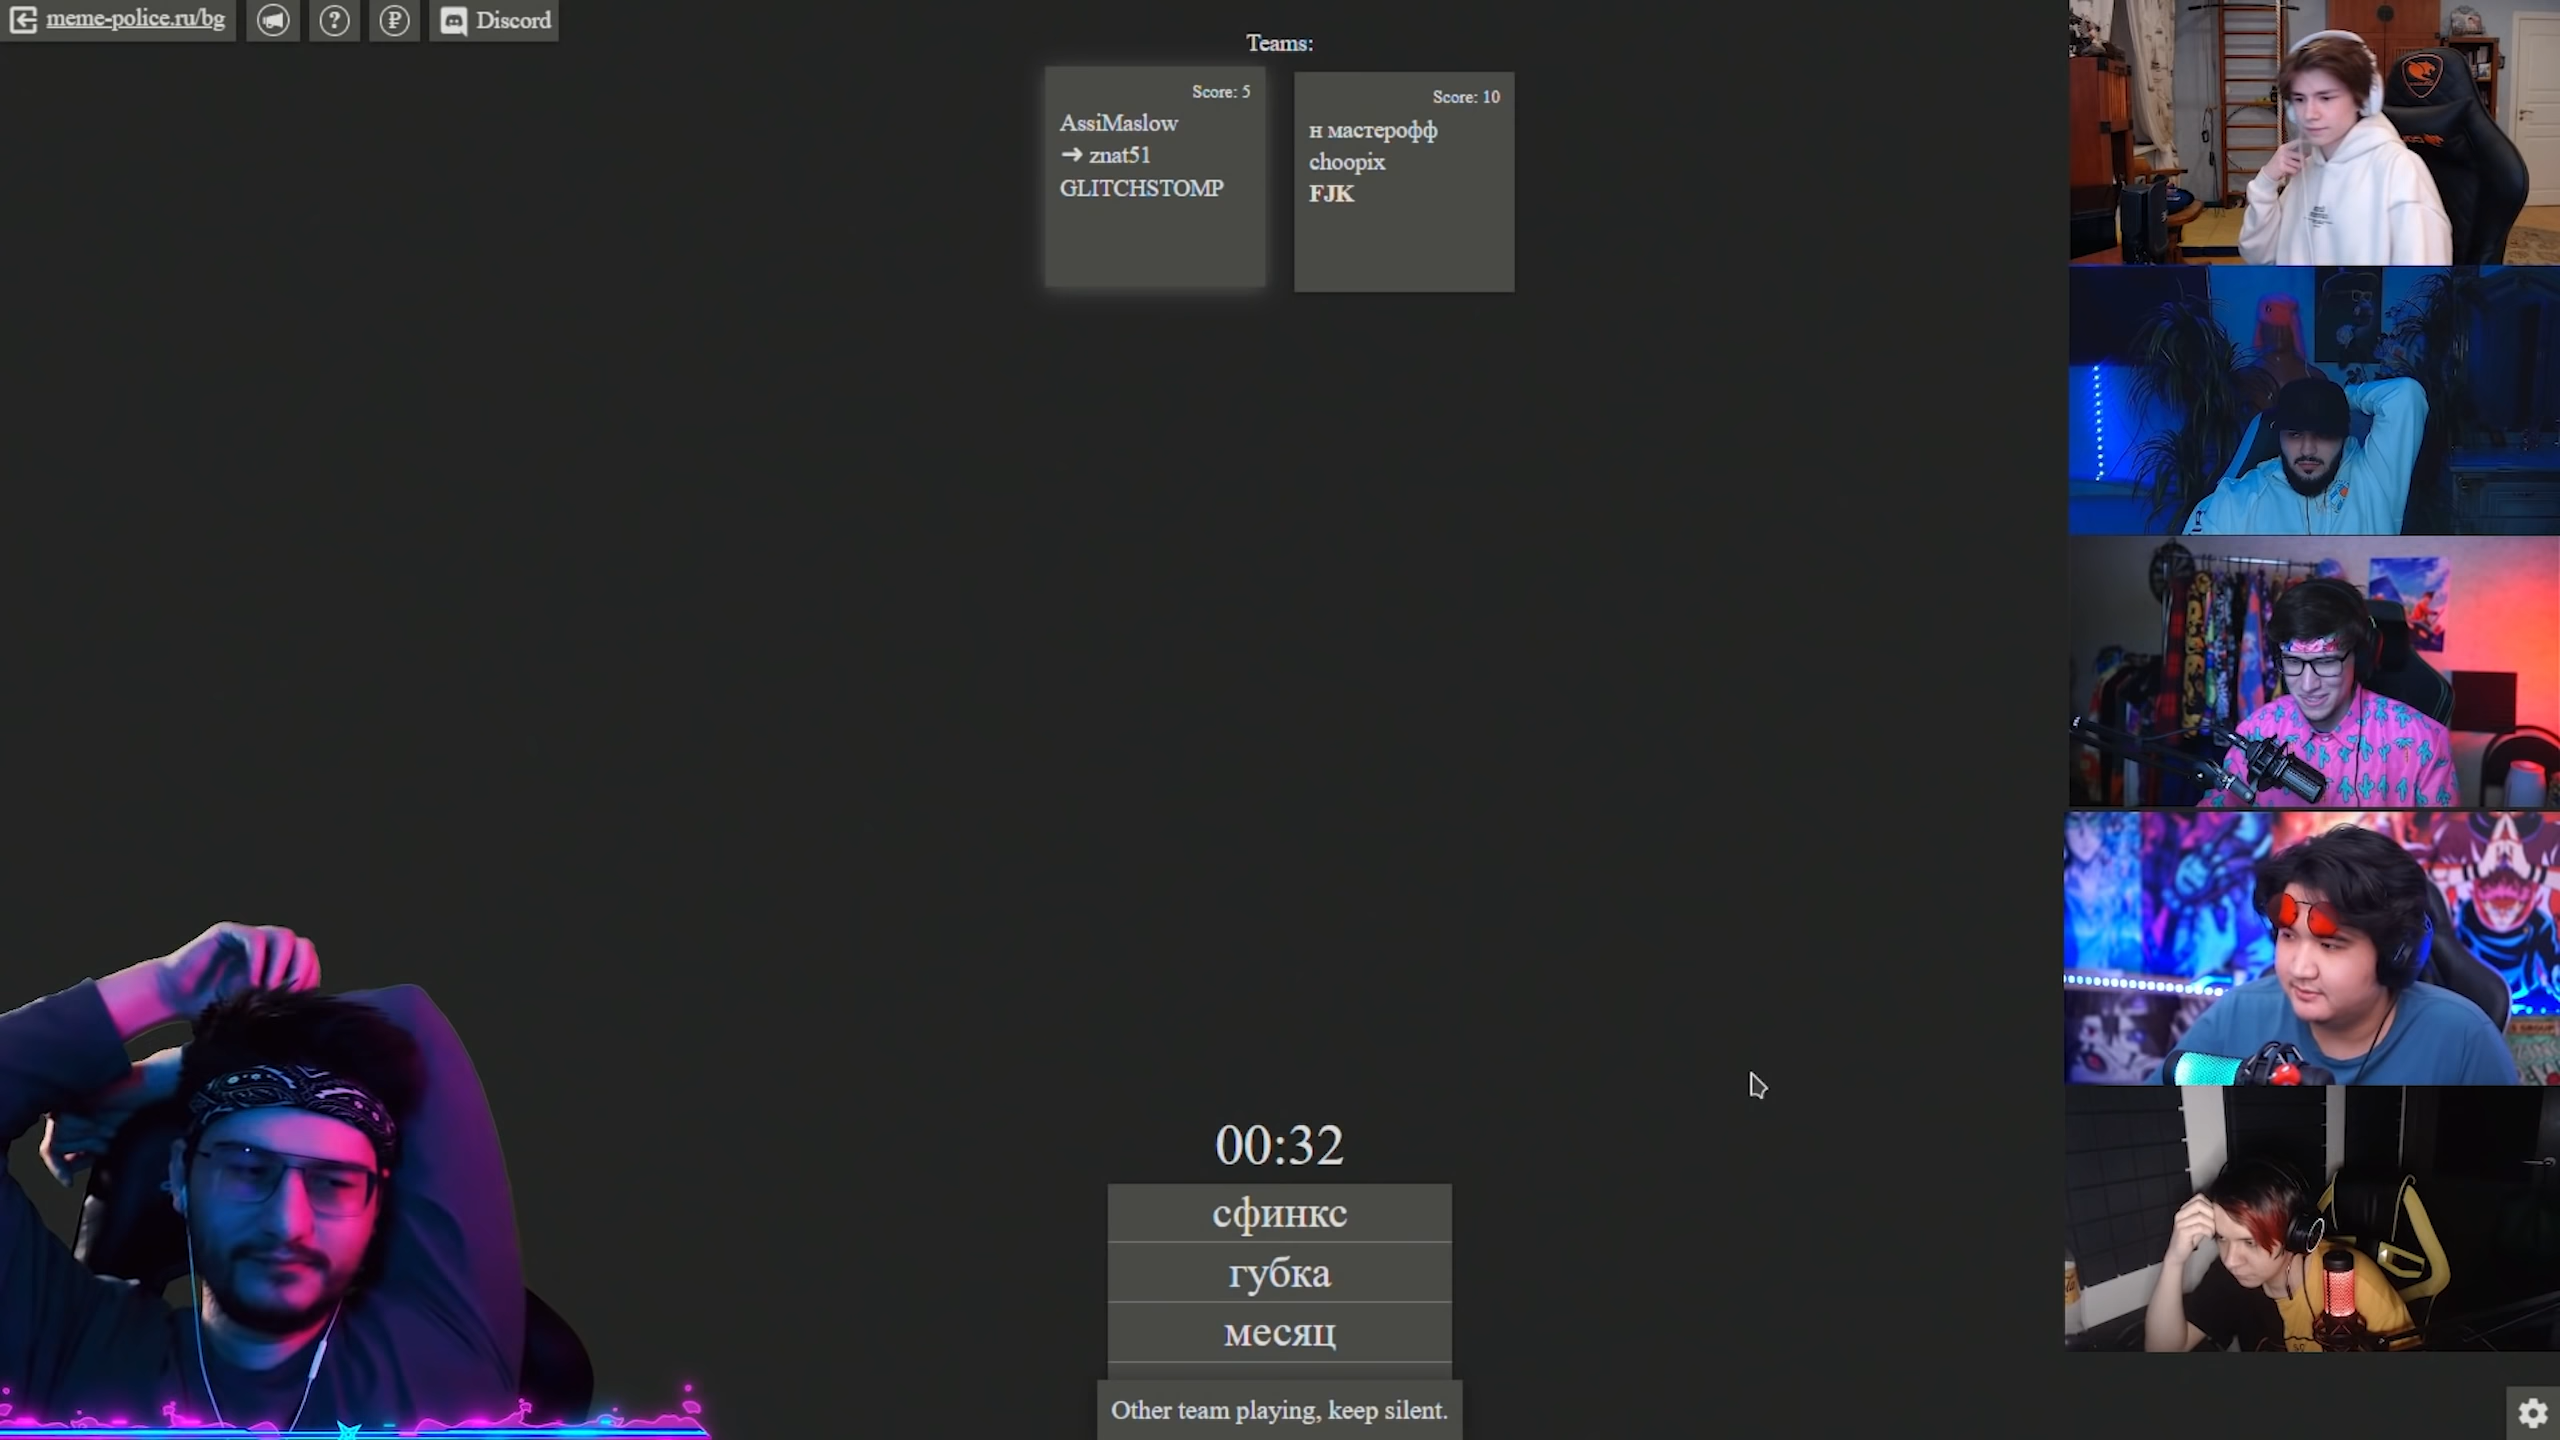 meme-police.ru/bg
Discord
Teams:
Score: 5
AssiMaslow
➔ znat51
GLITCHSTOMP
Score: 10
н мастерофф
choopix
FJK
00:32
сфинкс
губка
месяц
Other team playing, keep silent.